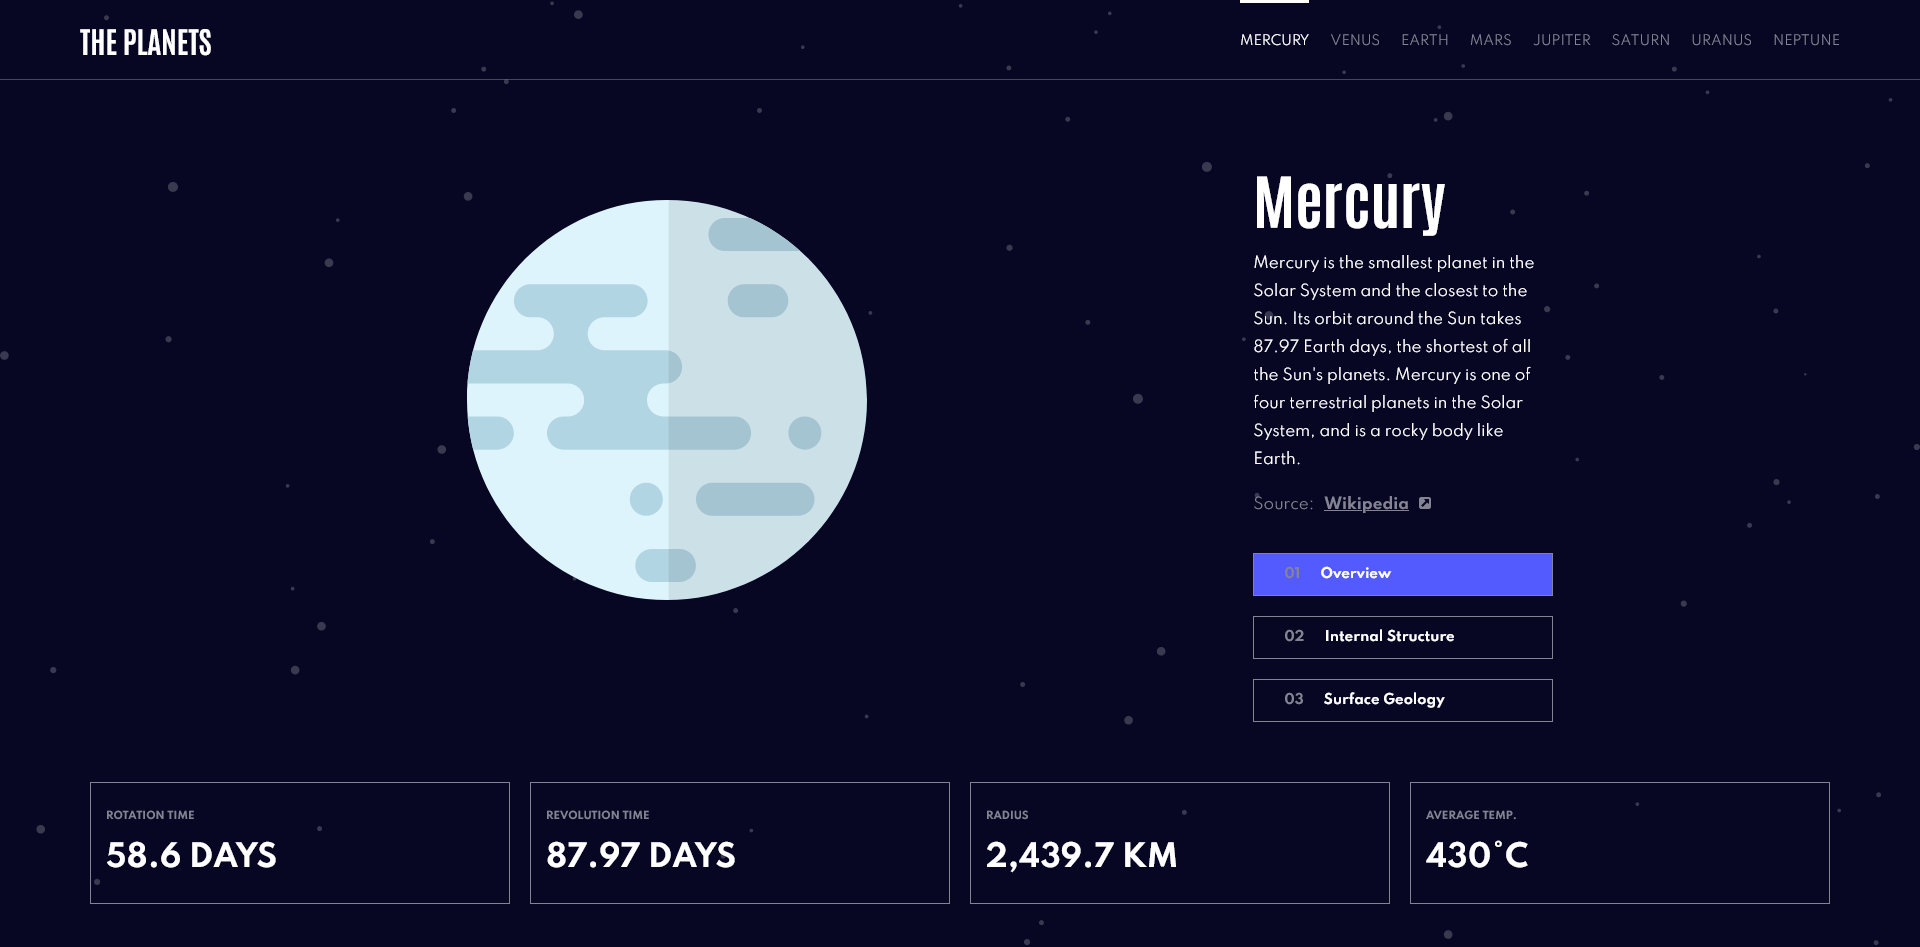 THE PLANETS
MERCURY VENUS EARTH MARS JUPITER SATURN URANUS NEPTUNE
Mercury
Mercury is the smallest planet in the
Solar System and the closest to the
Sun. Its orbit around the Sun takes
87.97 Earth days, the shortest of all
the Sun's planets. Mercury is one of
four terrestrial planets in the Solar
System, and is a rocky body like
Earth.
Source: Wikipedia
01 Overview
02 Internal Structure
03 Surface Geology
ROTATION TIME
58.6 DAYS
REVOLUTION TIME
87.97 DAYS
RADIUS
2,439.7 KM
AVERAGE TEMP.
430°C